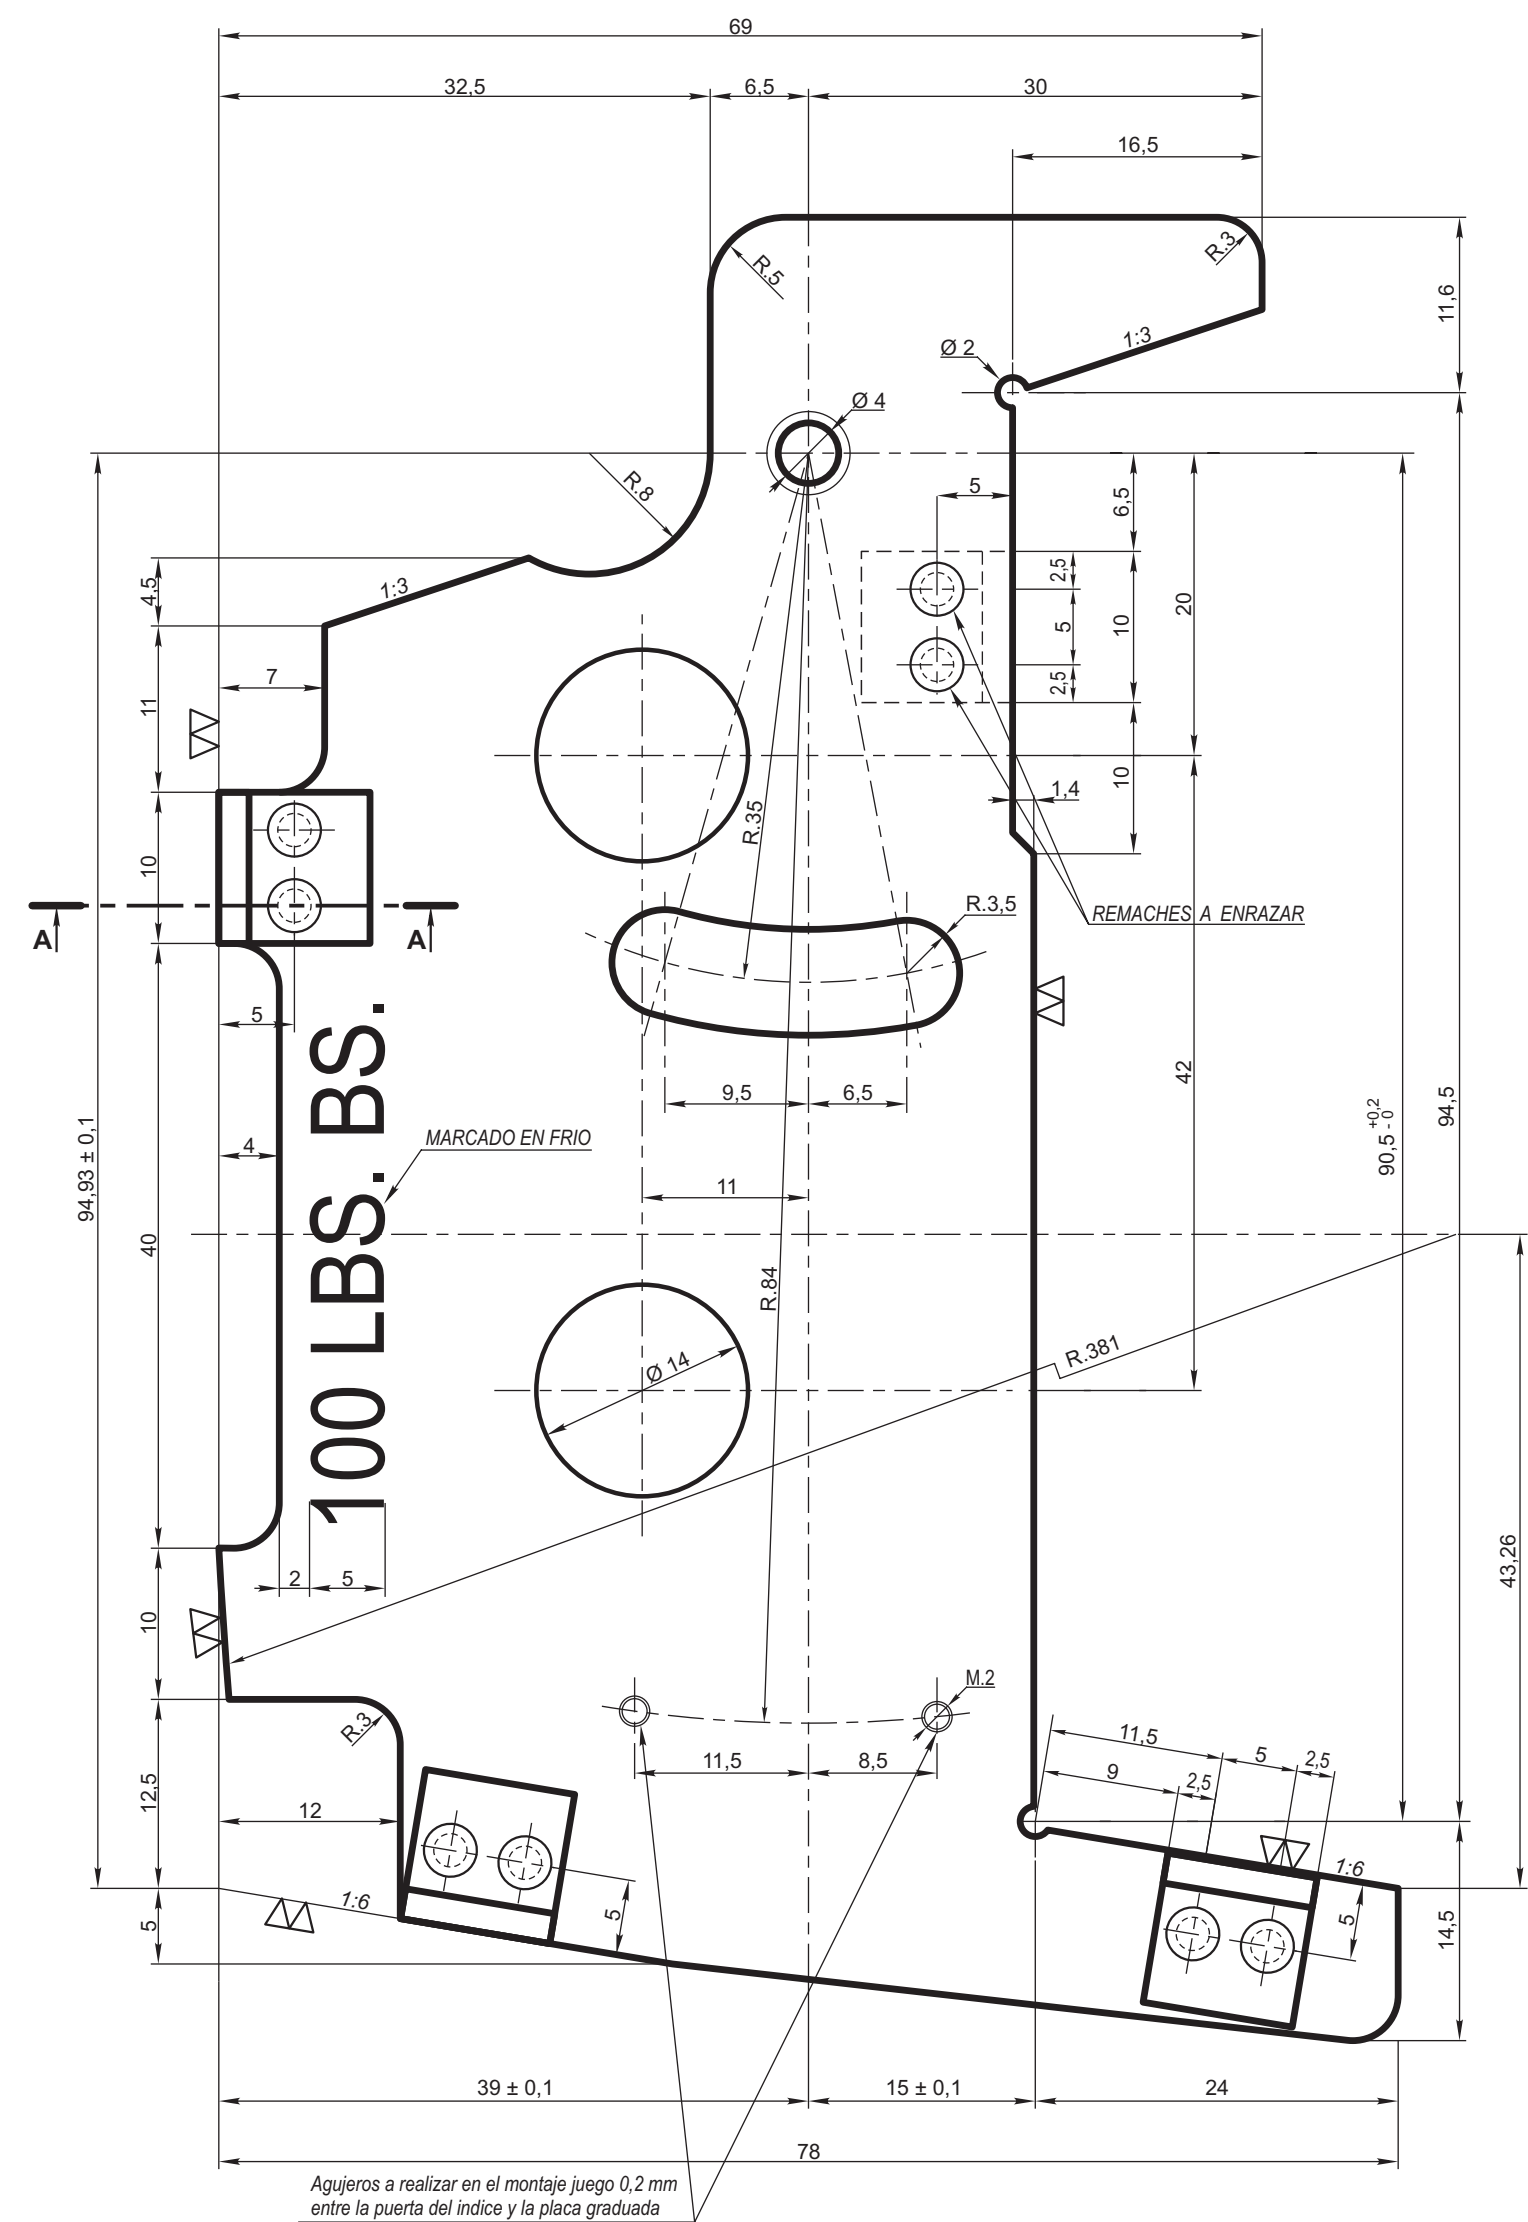 69
32,5
6,5
30
16,5
R.5
R.3
11,6
1:3
Ø 2
Ø 4
R.8
5
6,5
4,5
1:3
2,5
5
2,5
10
20
7
11
10
1,4
R.35
10
R.3,5
REMACHES A ENRAZAR
A
A
5
9,5
6,5
42
94,93 ± 0,1
90,5 +0,2 - 0
94,5
4
MARCADO EN FRIO
11
40
100 LBS. BS.
R.84
R.381
Ø 14
43,26
2
5
10
M.2
R.3
11,5
8,5
11,5
5
2,5
9
2,5
12,5
12
1:6
1:6
5
5
5
14,5
39 ± 0,1
15 ± 0,1
24
78
Agujeros a realizar en el montaje juego 0,2 mm
entre la puerta del indice y la placa graduada